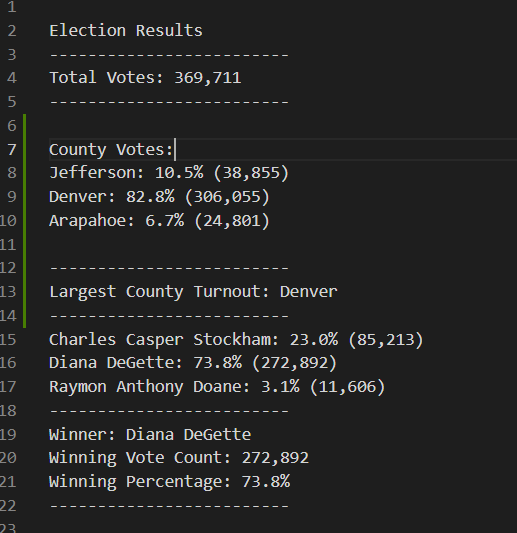 1
2 Election Results
3 -------------------------
4 Total Votes: 369,711
5 -------------------------
6
7 County Votes:
8 Jefferson: 10.5% (38,855)
9 Denver: 82.8% (306,055)
10 Arapahoe: 6.7% (24,801)
11
12 -------------------------
13 Largest County Turnout: Denver
14 -------------------------
15 Charles Casper Stockham: 23.0% (85,213)
16 Diana DeGette: 73.8% (272,892)
17 Raymon Anthony Doane: 3.1% (11,606)
18 -------------------------
19 Winner: Diana DeGette
20 Winning Vote Count: 272,892
21 Winning Percentage: 73.8%
22 -------------------------
23